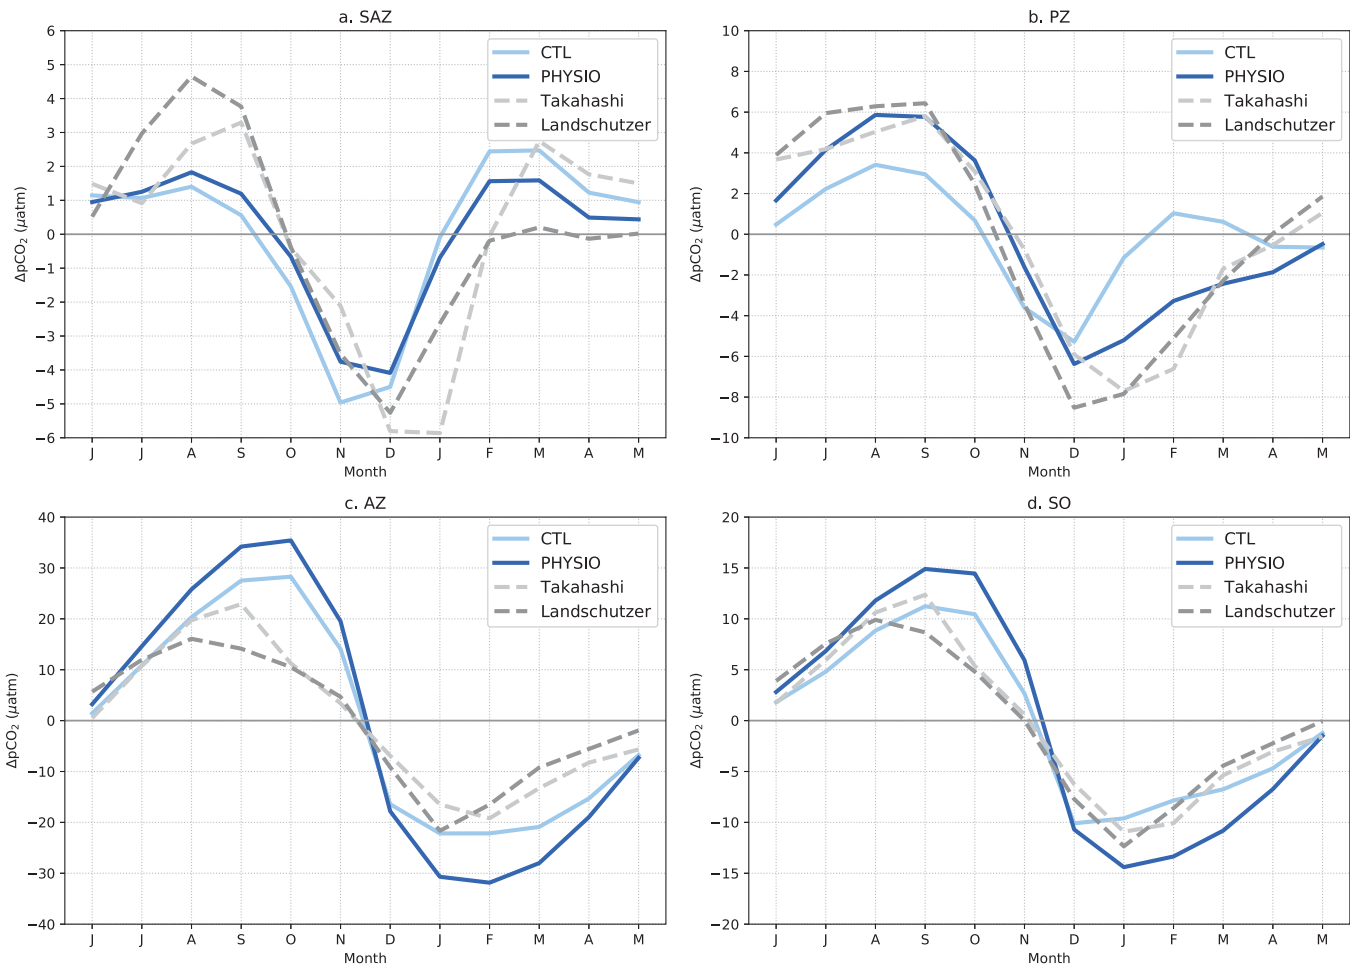 a. SAZ
6
5
4
3
2
1
0
−1
−2
−3
−4
−5
−6
ΔpCO₂ (μatm)
CTL
PHYSIO
Takahashi
Landschutzer
J J A S O N D J F M A M
Month
b. PZ
10
8
6
4
2
0
−2
−4
−6
−8
−10
ΔpCO₂ (μatm)
CTL
PHYSIO
Takahashi
Landschutzer
J J A S O N D J F M A M
Month
c. AZ
40
30
20
10
0
−10
−20
−30
−40
ΔpCO₂ (μatm)
CTL
PHYSIO
Takahashi
Landschutzer
J J A S O N D J F M A M
Month
d. SO
20
15
10
5
0
−5
−10
−15
−20
ΔpCO₂ (μatm)
CTL
PHYSIO
Takahashi
Landschutzer
J J A S O N D J F M A M
Month